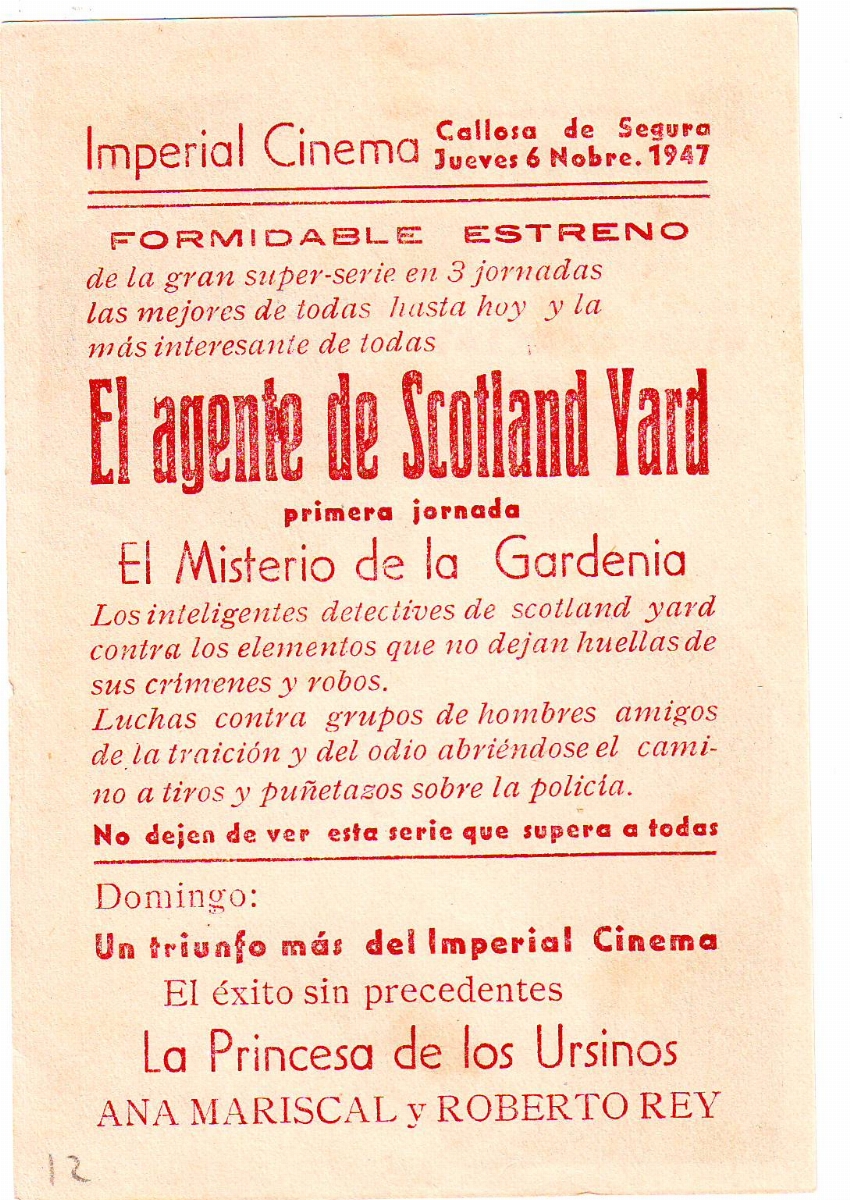 Imperial Cinema
Callosa de Segura
Jueves 6 Nobre. 1947
FORMIDABLE ESTRENO
de la gran super-serie en 3 jornadas
las mejores de todas hasta hoy y la
más interesante de todas
El agente de Scotland Yard
primera jornada
El Misterio de la Gardenia
Los inteligentes detectives de scotland yard
contra los elementos que no dejan huellas de
sus crímenes y robos.
Luchas contra grupos de hombres amigos
de la traición y del odio abriéndose el cami-
no a tiros y puñetazos sobre la policía.
No dejen de ver esta serie que supera a todas
Domingo:
Un triunfo más del Imperial Cinema
El éxito sin precedentes
La Princesa de los Ursinos
ANA MARISCAL y ROBERTO REY
12